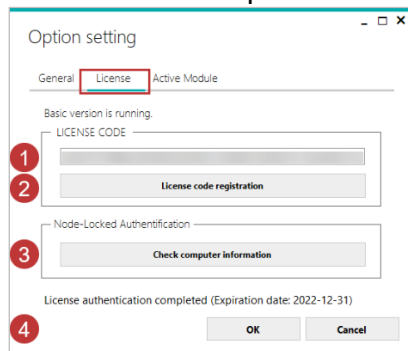 Option setting
General License Active Module
Basic version is running.
LICENSE CODE
1
2 License code registration
Node-Locked Authentification
3 Check computer information
License authentication completed (Expiration date: 2022-12-31)
4 OK Cancel